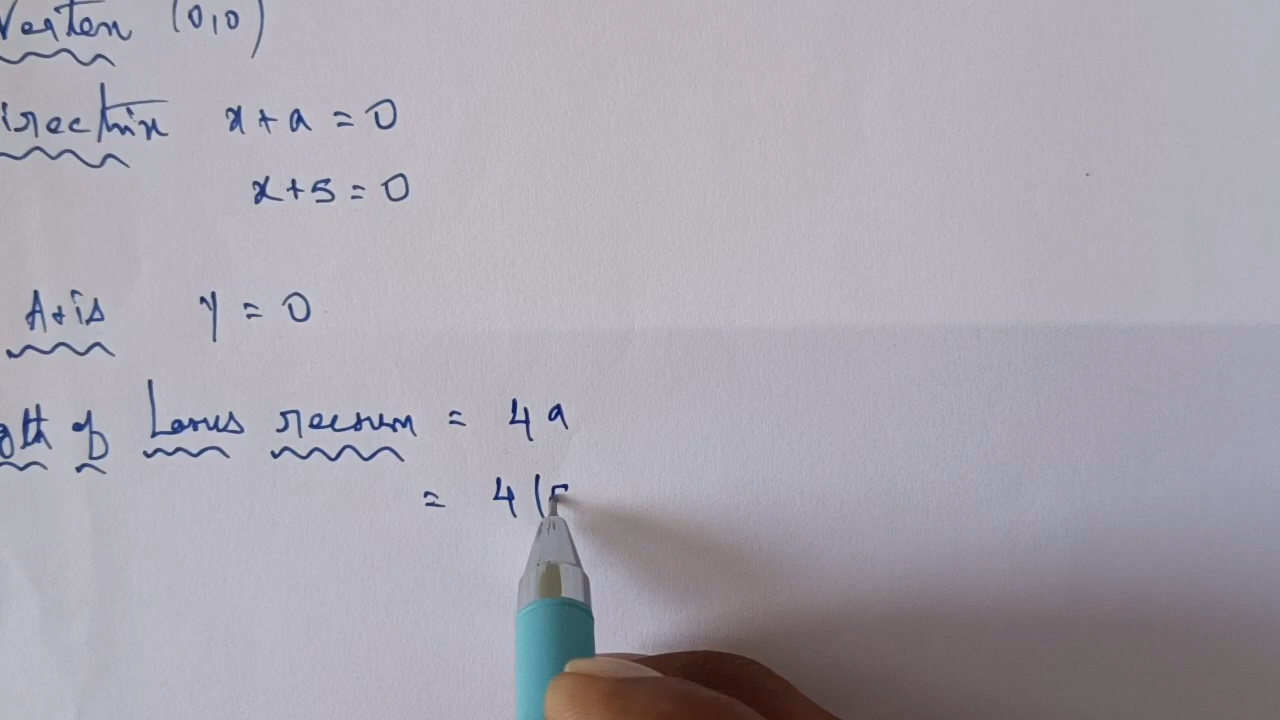 Vertex (0,0)
irectrix x+a = 0
x+5 = 0
Axis y = 0
gth of Latus rectum = 4a
= 4(5